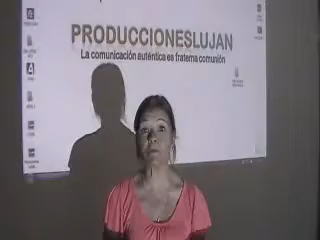 PRODUCCIONESLUJAN
La comunicación auténtica es fraterna comunión